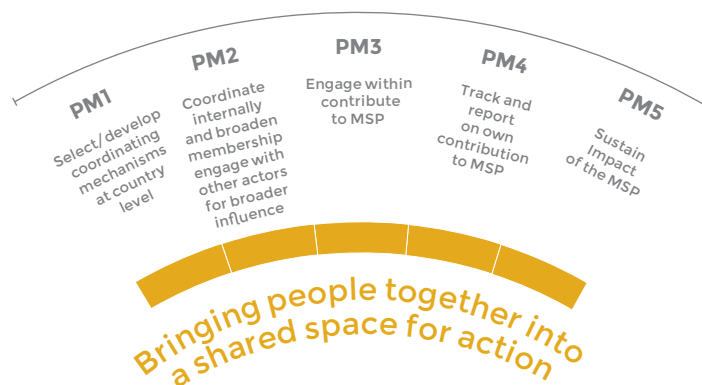 PM1
Select/develop
coordinating
mechanisms
at country
level
PM2
Coordinate
internally
and broaden
membership
engage with
other actors
for broader
influence
PM3
Engage within
contribute
to MSP
PM4
Track and
report
on own
contribution
to MSP
PM5
Sustain
Impact
of the MSP
Bringing people together into
a shared space for action